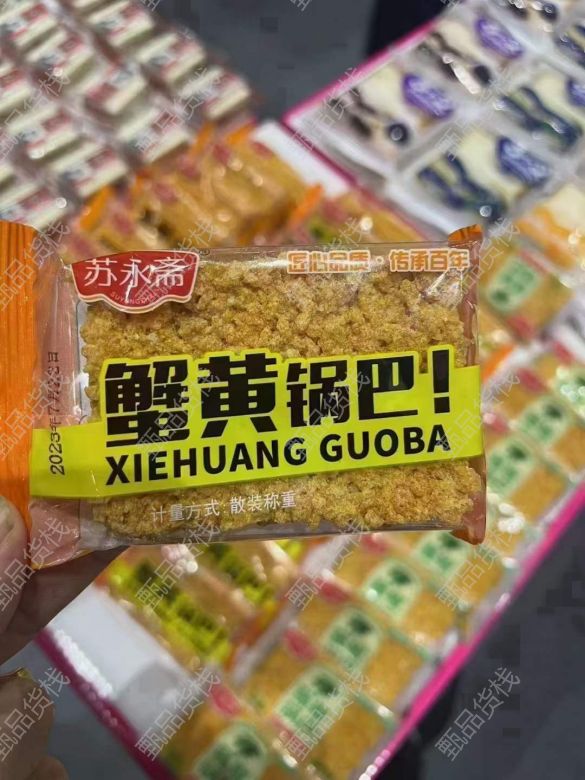 苏永斋
SUYONGZHAI
匠心品质·传承百年
蟹黄锅巴!
XIEHUANG GUOBA
计量方式:散装称重
甄品货栈